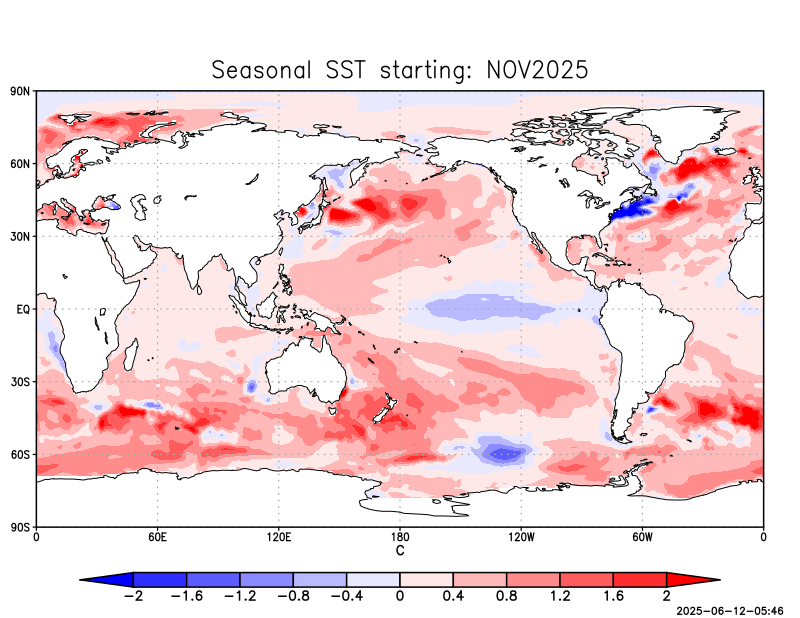 Seasonal SST starting: NOV2025
90N
60N
30N
EQ
30S
60S
90S
0 60E 120E 180 120W 60W 0
C
-2 -1.6 -1.2 -0.8 -0.4 0 0.4 0.8 1.2 1.6 2
2025-06-12-05:46